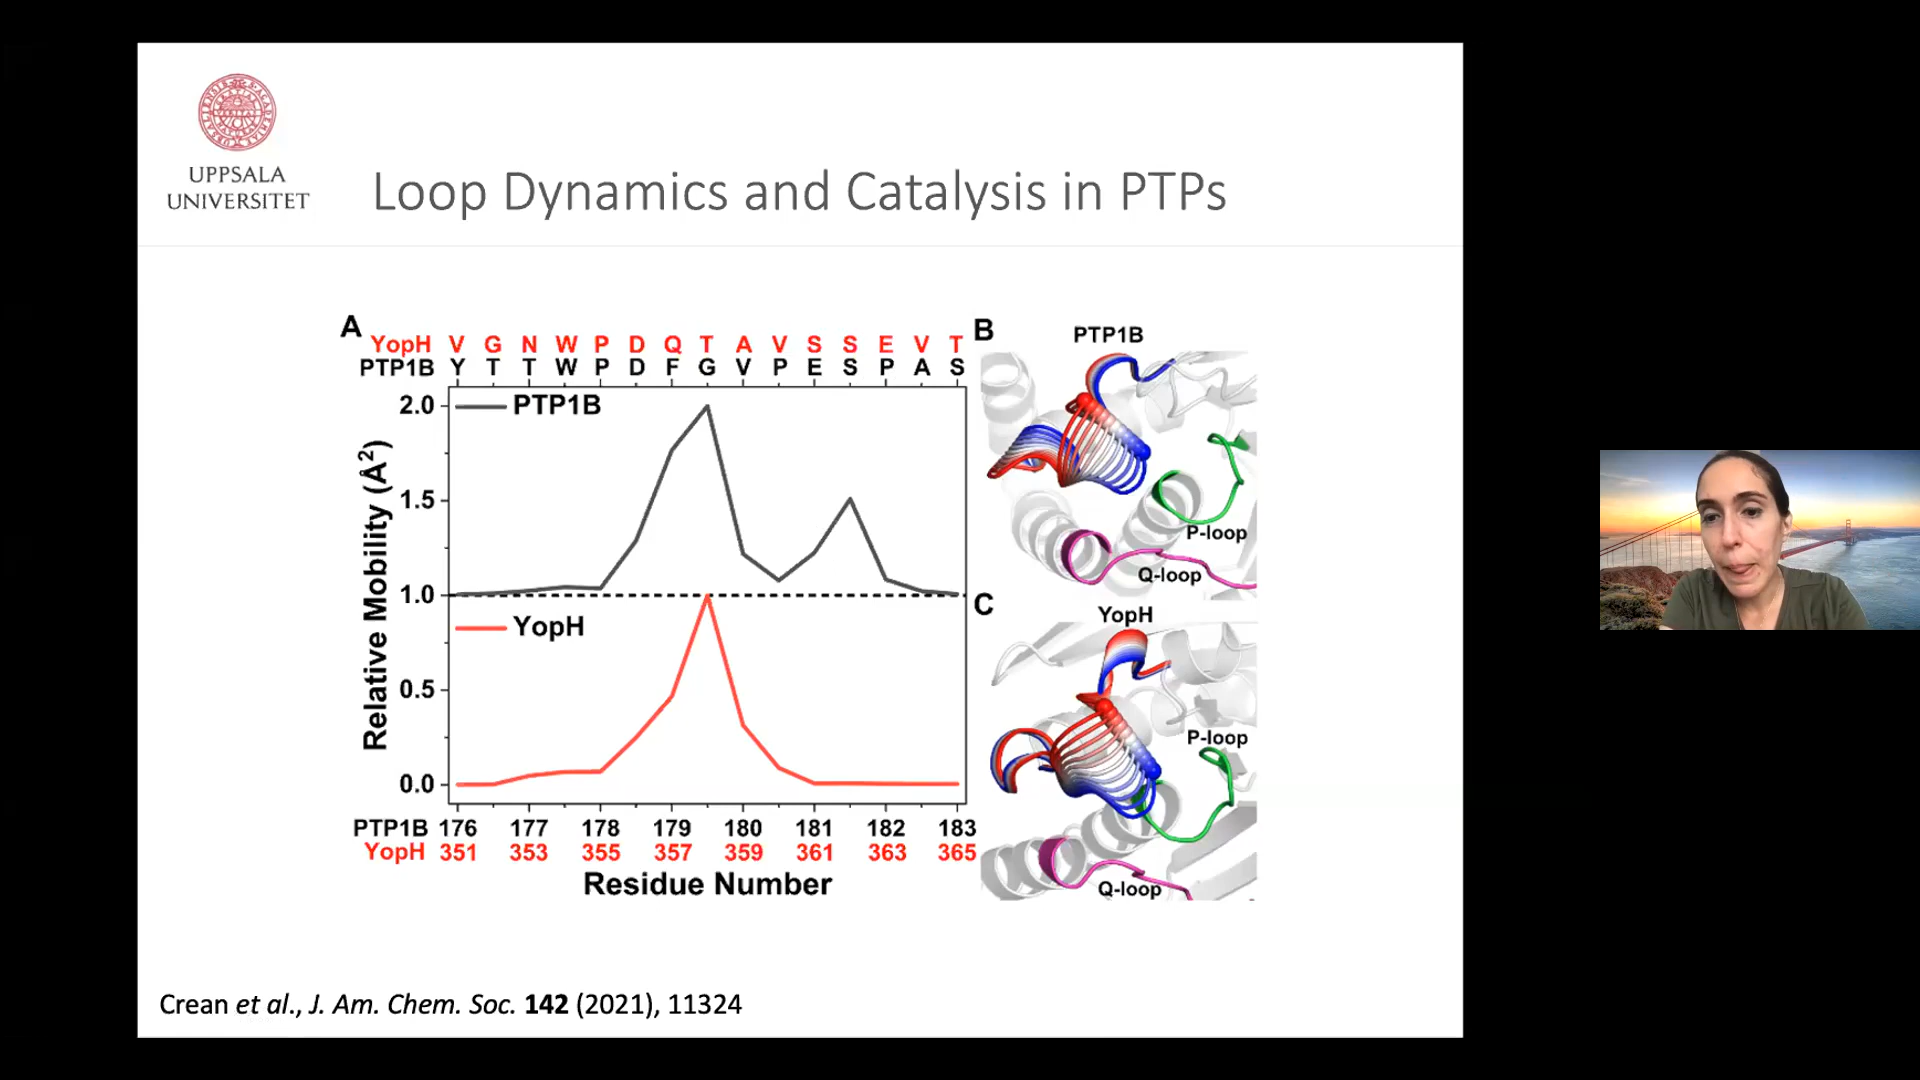 UPPSALA
UNIVERSITET
Loop Dynamics and Catalysis in PTPs
A
YopH V G N W P D Q T A V S S E V T
PTP1B Y T T W P D F G V P E S P A S
Relative Mobility (Å²)
2.0
1.5
1.0
0.5
0.0
PTP1B
YopH
PTP1B 176 177 178 179 180 181 182 183
YopH 351 353 355 357 359 361 363 365
Residue Number
B
PTP1B
P-loop
Q-loop
C
YopH
P-loop
Q-loop
Crean et al., J. Am. Chem. Soc. 142 (2021), 11324